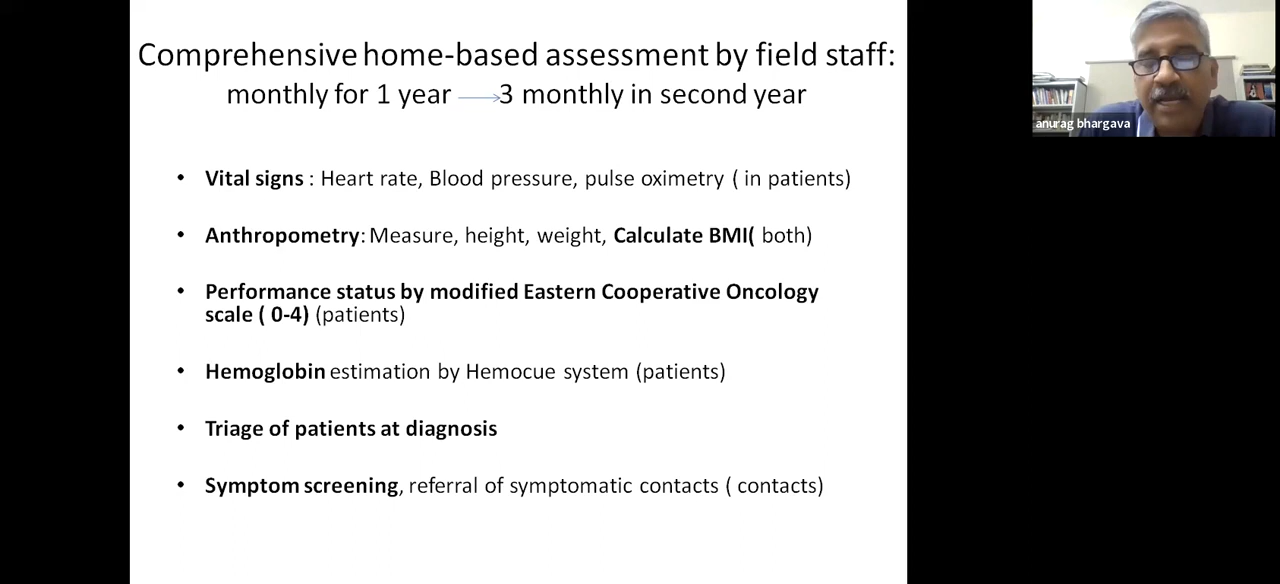 Comprehensive home-based assessment by field staff:
monthly for 1 year → 3 monthly in second year
• Vital signs : Heart rate, Blood pressure, pulse oximetry ( in patients)
• Anthropometry: Measure, height, weight, Calculate BMI( both)
• Performance status by modified Eastern Cooperative Oncology
scale ( 0-4) (patients)
• Hemoglobin estimation by Hemocue system (patients)
• Triage of patients at diagnosis
• Symptom screening, referral of symptomatic contacts ( contacts)
anurag bhargava